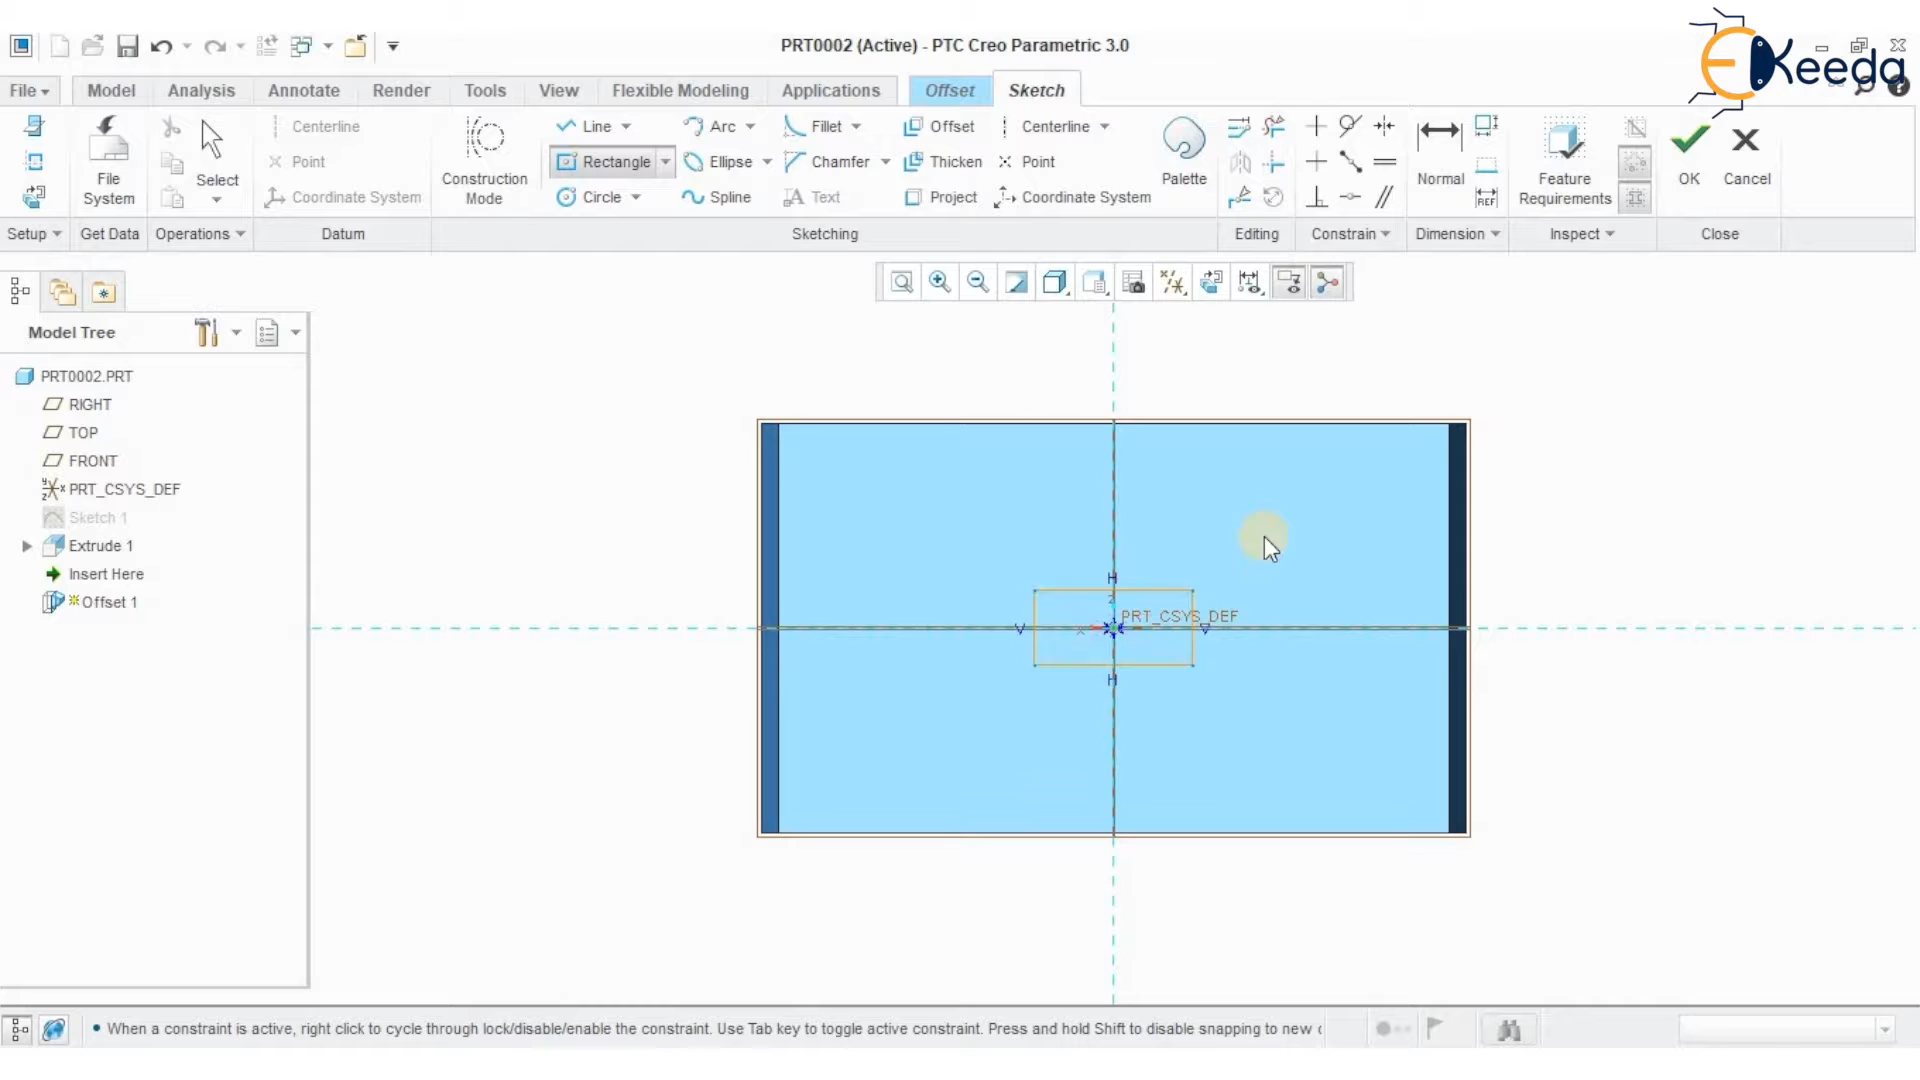 PRT0002 (Active) - PTC Creo Parametric 3.0
EKeeda
File Model Analysis Annotate Render Tools View Flexible Modeling Applications Offset Sketch
Centerline Line Arc Fillet Offset Centerline
Point Rectangle Ellipse Chamfer Thicken Point
Coordinate System Circle Spline Text Project Coordinate System
File System
Select
Construction Mode
Palette
Normal
REF
Feature Requirements
OK
Cancel
Setup Get Data Operations Datum Sketching Editing Constrain Dimension Inspect Close
Model Tree
PRT0002.PRT
RIGHT
TOP
FRONT
PRT_CSYS_DEF
Sketch 1
Extrude 1
Insert Here
Offset 1
H
Z
PRT_CSYS_DEF
V X V
H
• When a constraint is active, right click to cycle through lock/disable/enable the constraint. Use Tab key to toggle active constraint. Press and hold Shift to disable snapping to new